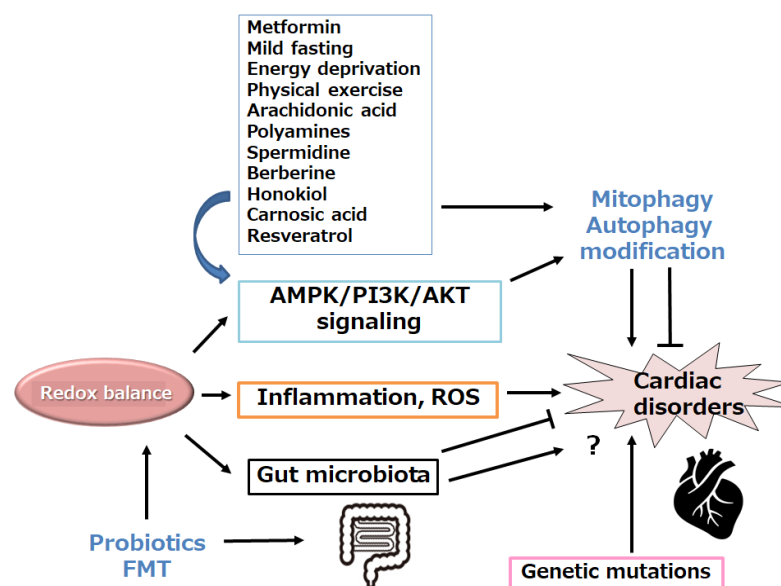 Metformin
Mild fasting
Energy deprivation
Physical exercise
Arachidonic acid
Polyamines
Spermidine
Berberine
Honokiol
Carnosic acid
Resveratrol
Mitophagy
Autophagy
modification
AMPK/PI3K/AKT
signaling
Redox balance
Inflammation, ROS
Cardiac
disorders
?
Gut microbiota
Probiotics
FMT
Genetic mutations